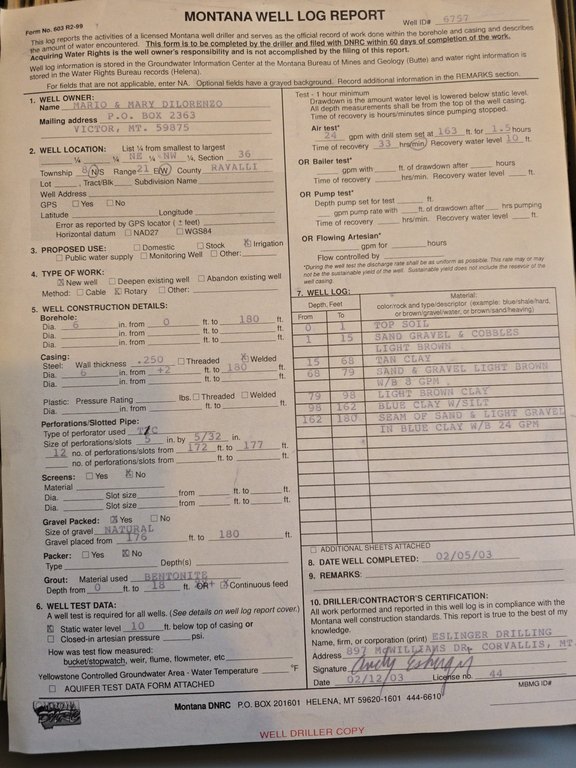 Form No. 603 R2-99
MONTANA WELL LOG REPORT
Well ID# 6757
This log reports the activities of a licensed Montana well driller and serves as the official record of work done within the borehole and casing and describes
the amount of water encountered. This form is to be completed by the driller and filed with DNRC within 60 days of completion of the work.
Acquiring Water Rights is the well owner's responsibility and is not accomplished by the filing of this report.
Well log information is stored in the Groundwater Information Center at the Montana Bureau of Mines and Geology (Butte) and water right information is
stored in the Water Rights Bureau records (Helena).
For fields that are not applicable, enter NA. Optional fields have a grayed background. Record additional information in the REMARKS section.
1. WELL OWNER:
Name MARIO & MARY DILORENZO
Mailing address P.O. BOX 2363
VICTOR, MT. 59875
2. WELL LOCATION: List ¼ from smallest to largest
¼ ¼ NE ¼ NW ¼, Section 36
Township 8 N/S Range 21 E/W County RAVALLI
Lot , Tract/Blk Subdivision Name
Well Address
GPS Yes No
Latitude Longitude
Error as reported by GPS locator (± feet)
Horizontal datum NAD27 WGS84
3. PROPOSED USE: Domestic Stock X Irrigation
Public water supply Monitoring Well Other:
4. TYPE OF WORK:
X New well Deepen existing well Abandon existing well
Method: Cable X Rotary Other:
5. WELL CONSTRUCTION DETAILS:
Borehole:
Dia. 6 in. from 0 ft. to 180 ft.
Dia. in. from ft. to ft.
Dia. in. from ft. to ft.
Casing:
Steel: Wall thickness .250 Threaded X Welded
Dia. 6 in. from +2 ft. to 180 ft.
Dia. in. from ft. to ft.
Plastic: Pressure Rating lbs. Threaded Welded
Dia. in. from ft. to ft.
Perforations/Slotted Pipe:
Type of perforator used
Size of perforations/slots 5 in. by 5/32 in.
12 no. of perforations/slots from 172 ft. to 177 ft.
no. of perforations/slots from ft. to ft.
Screens: Yes X No
Material
Dia. Slot size from ft. to ft.
Dia. Slot size from ft. to ft.
Gravel Packed: X Yes No
Size of gravel NATURAL
Gravel placed from 176 ft. to 180 ft.
Packer: Yes X No
Type Depth(s)
Grout: Material used BENTONITE
Depth from 0 ft. to 18 ft. OR X Continuous feed
6. WELL TEST DATA:
A well test is required for all wells. (See details on well log report cover.)
X Static water level 10 ft. below top of casing or
Closed-in artesian pressure psi.
How was test flow measured:
bucket/stopwatch, weir, flume, flowmeter, etc
Yellowstone Controlled Groundwater Area - Water Temperature °F
AQUIFER TEST DATA FORM ATTACHED
Test - 1 hour minimum
Drawdown is the amount water level is lowered below static level.
All depth measurements shall be from the top of the well casing.
Time of recovery is hours/minutes since pumping stopped.
Air test*
24 gpm with drill stem set at 163 ft. for 1.5 hours
Time of recovery 33 hrs/min. Recovery water level 10 ft.
OR Bailer test*
gpm with ft. of drawdown after hours
Time of recovery hrs/min. Recovery water level ft.
OR Pump test*
Depth pump set for test ft.
gpm pump rate with ft. of drawdown after hrs pumping
Time of recovery hrs/min. Recovery water level ft.
OR Flowing Artesian*
gpm for hours
Flow controlled by
*During the well test the discharge rate shall be as uniform as possible. This rate may or may
not be the sustainable yield of the well. Sustainable yield does not include the resevoir of the
well casing.
7. WELL LOG:
Depth, Feet
From To
Material:
color/rock and type/descriptor (example: blue/shale/hard,
or brown/gravel/water, or brown/sand/heaving)
0 1 TOP SOIL
1 15 SAND GRAVEL & COBBLES
LIGHT BROWN
15 68 TAN CLAY
68 79 SAND & GRAVEL LIGHT BROWN
W/B 8 GPM
79 98 LIGHT BROWN CLAY
98 162 BLUE CLAY W/SILT
162 180 SEAM OF SAND & LIGHT GRAVEL
IN BLUE CLAY W/B 24 GPM
ADDITIONAL SHEETS ATTACHED
8. DATE WELL COMPLETED: 02/05/03
9. REMARKS:
10. DRILLER/CONTRACTOR'S CERTIFICATION:
All work performed and reported in this well log is in compliance with the
Montana well construction standards. This report is true to the best of my
knowledge.
Name, firm, or corporation (print) ESLINGER DRILLING
Address 897 MCWILLIAMS DR. CORVALLIS, MT
Signature Andy Eslinger
Date 02/12/03 License no. 44
MBMG ID#
Montana DNRC P.O. BOX 201601 HELENA, MT 59620-1601 444-6610
WELL DRILLER COPY